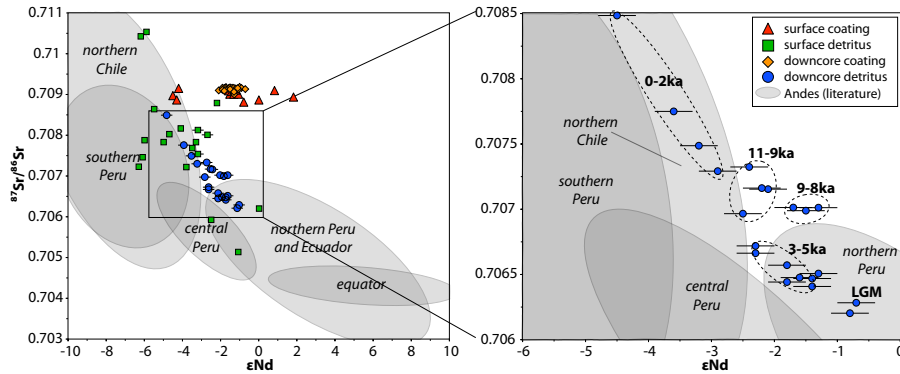 0.711
0.710
0.709
0.708
0.707
0.706
0.705
0.704
0.703
⁸⁷Sr/⁸⁶Sr
-10
-8
-6
-4
-2
0
2
4
6
8
10
εNd
northern
Chile
southern
Peru
central
Peru
northern Peru
and Ecuador
equator
0.7085
0.708
0.7075
0.707
0.7065
0.706
-6
-5
-4
-3
-2
-1
0
εNd
surface coating
surface detritus
downcore coating
downcore detritus
Andes (literature)
0-2ka
11-9ka
9-8ka
3-5ka
LGM
northern
Chile
southern
Peru
central
Peru
northern
Peru